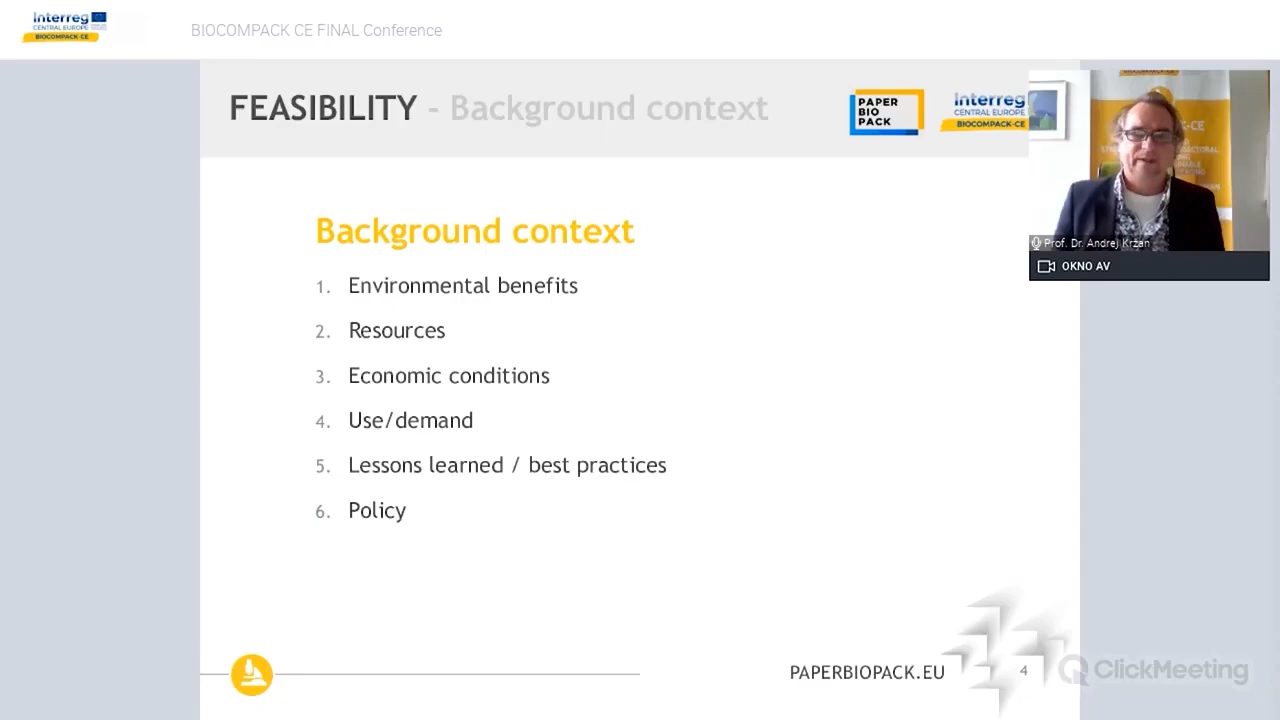 Interreg
CENTRAL EUROPE
BIOCOMPACK-CE
BIOCOMPACK CE FINAL Conference
FEASIBILITY - Background context
PAPER
BIO
PACK
Interreg
CENTRAL EUROPE
BIOCOMPACK-CE
Prof. Dr. Andrej Kržan
OKNO AV
Background context
1. Environmental benefits
2. Resources
3. Economic conditions
4. Use/demand
5. Lessons learned / best practices
6. Policy
PAPERBIOPACK.EU
4
ClickMeeting